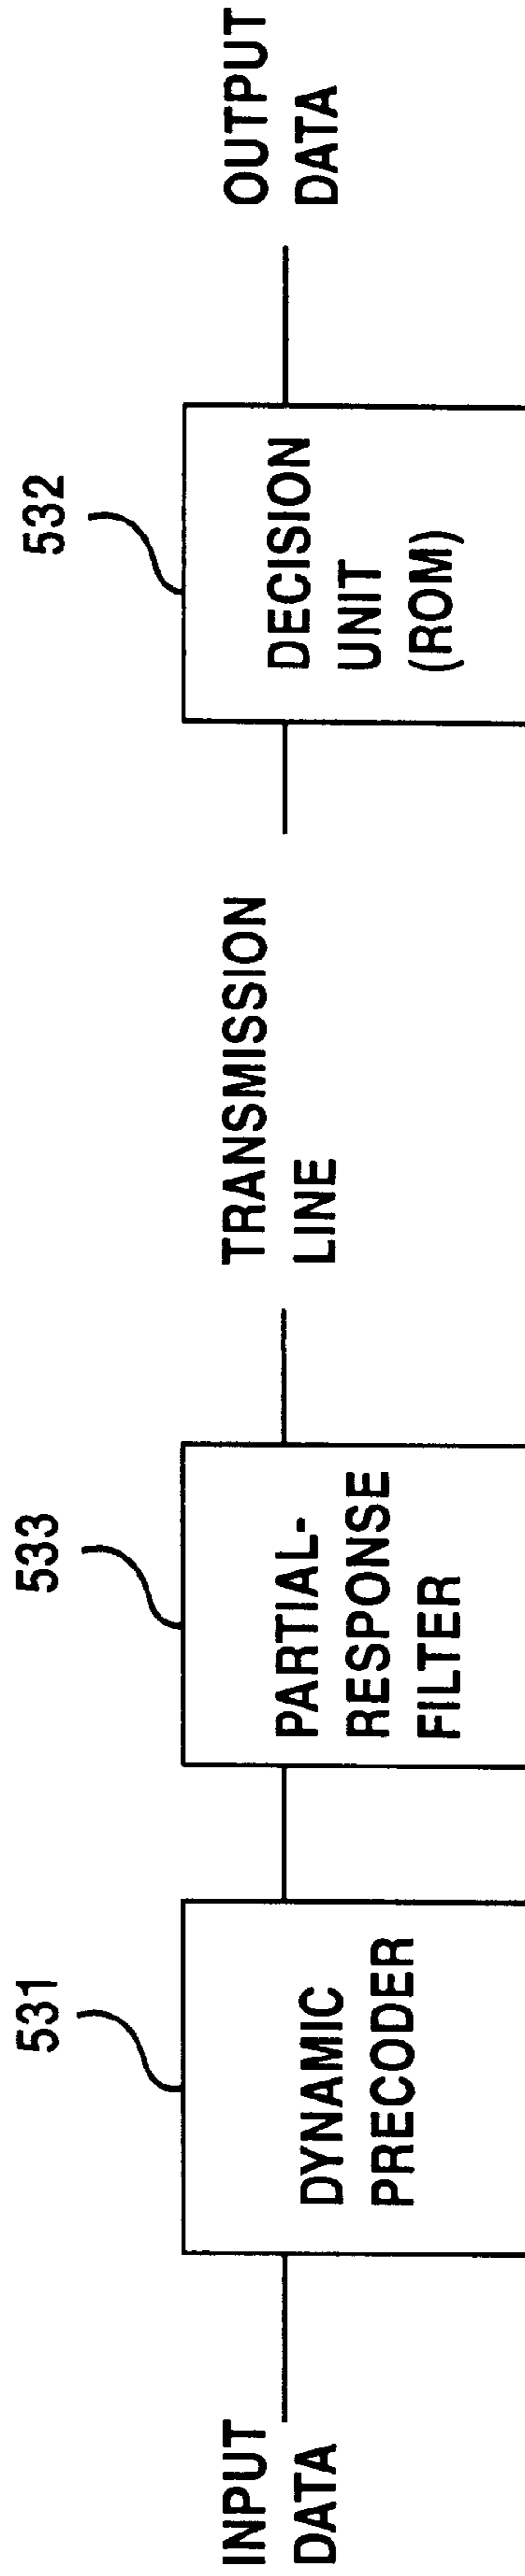 INPUT
DATA
531
DYNAMIC
PRECODER
533
PARTIAL-
RESPONSE
FILTER
TRANSMISSION
LINE
532
DECISION
UNIT
(ROM)
OUTPUT
DATA